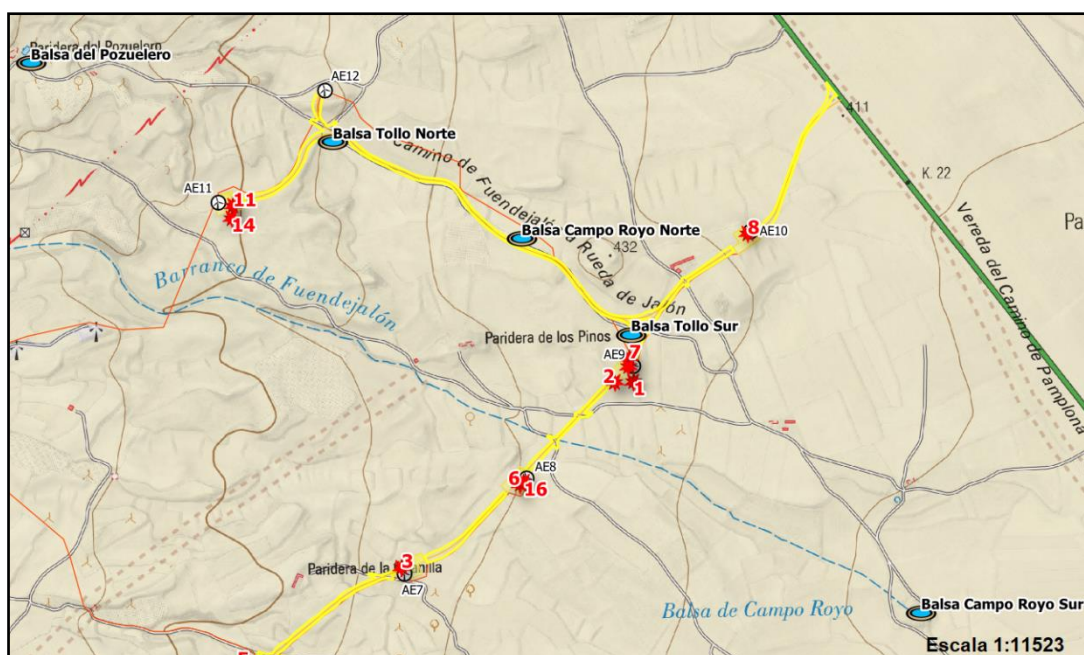 Paridera del Pozuelero
Balsa del Pozuelero
AE12
411
Balsa Tollo Norte
Camino de Fuendejalón a Rueda de Jalón
K. 22
AE11
11
14
8
AE10
Balsa Campo Royo Norte
432
Vereda del Camino de Pamplona
Pa
Barranco de Fuendejalón
Balsa Tollo Sur
Paridera de los Pinos
AE9
7
2
1
AE8
6
16
3
Paridera de la
AE7
Balsa de Campo Royo
Balsa Campo Royo Sur
5
Escala 1:11523